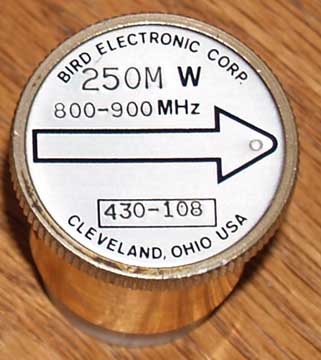 BIRD ELECTRONIC CORP.
250M W
800-900 MHz
430-108
CLEVELAND, OHIO USA